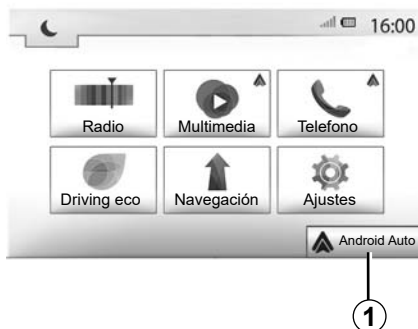 16:00
Radio
Multimedia
Telefono
Driving eco
Navegación
Ajustes
Android Auto
1